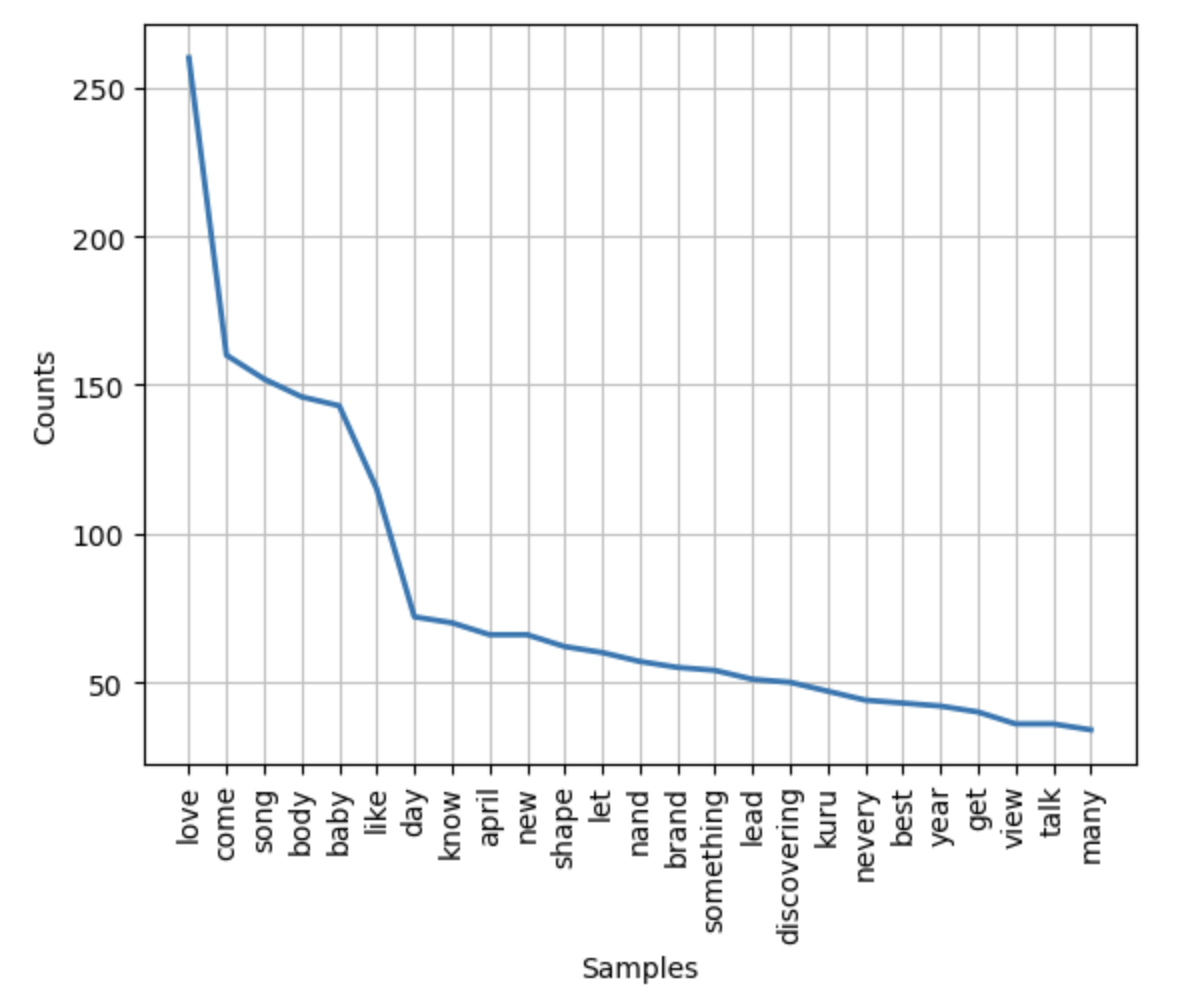 250
200
150
100
50
Counts
love
come
song
body
baby
like
day
know
april
new
shape
let
nand
brand
something
lead
discovering
kuru
nevery
best
year
get
view
talk
many
Samples